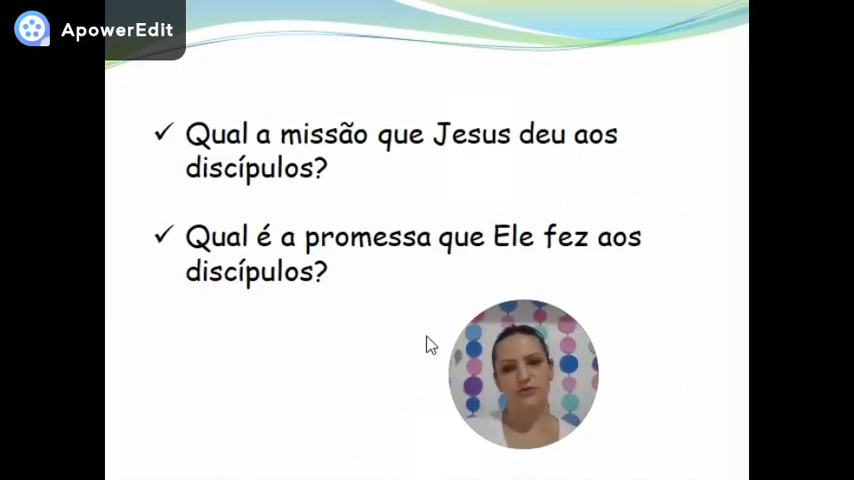 ApowerEdit
✓ Qual a missão que Jesus deu aos
discípulos?
✓ Qual é a promessa que Ele fez aos
discípulos?